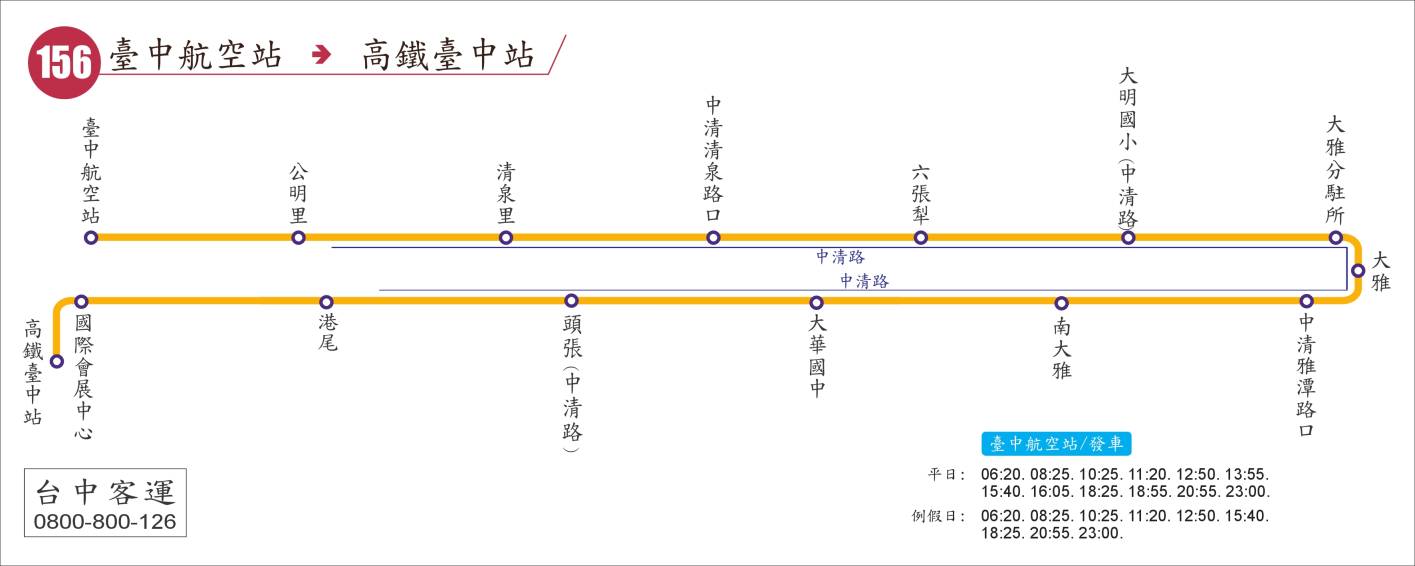 156 臺中航空站 ➔ 高鐵臺中站
臺中航空站
公明里
清泉里
中清清泉路口
六張犁
大明國小(中清路)
大雅分駐所
大雅
中清路
中清路
中清雅潭路口
南大雅
大華國中
頭張(中清路)
港尾
國際會展中心
高鐵臺中站
臺中航空站/發車
平日: 06:20. 08:25. 10:25. 11:20. 12:50. 13:55.
15:40. 16:05. 18:25. 18:55. 20:55. 23:00.
例假日: 06:20. 08:25. 10:25. 11:20. 12:50. 15:40.
18:25. 20:55. 23:00.
台中客運
0800-800-126